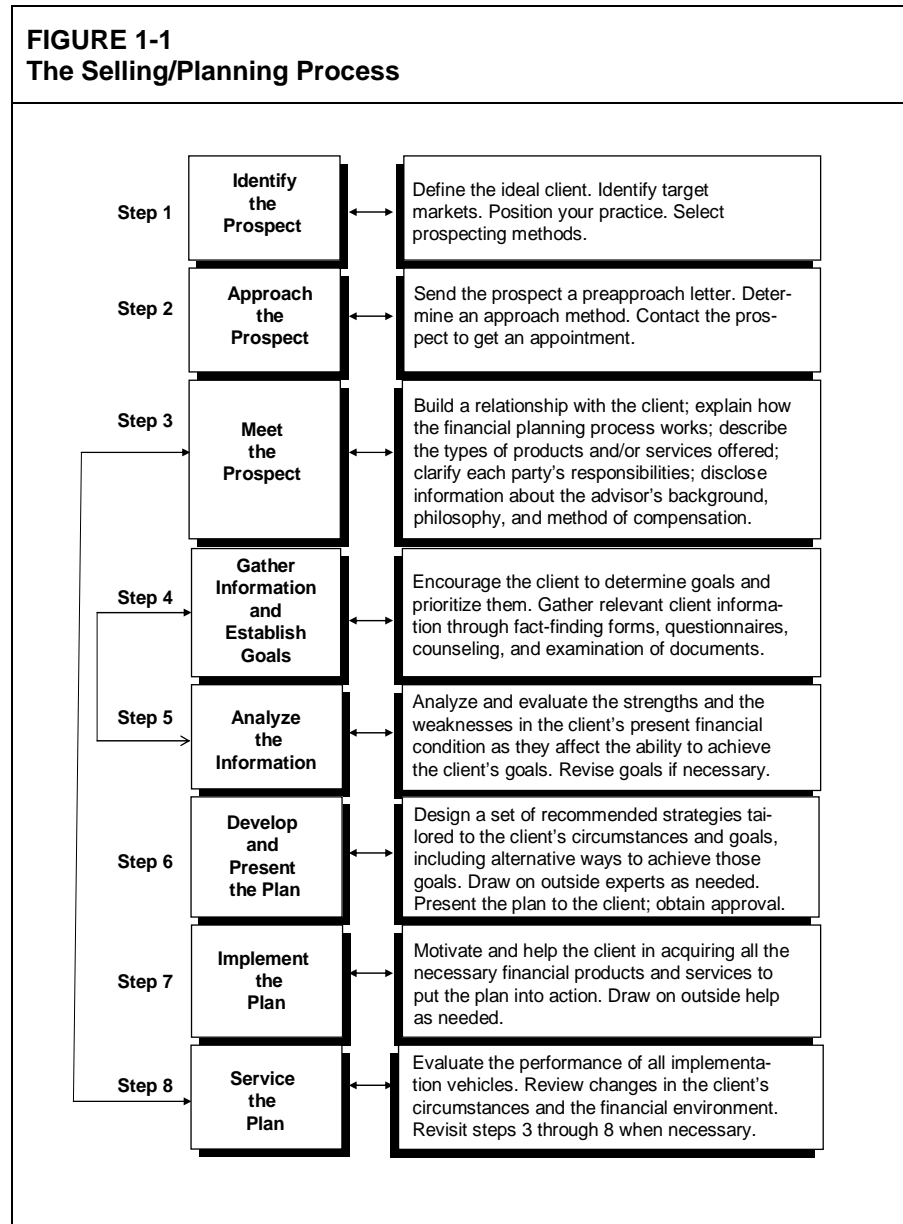 FIGURE 1-1
The Selling/Planning Process
Step 1
Identify
the
Prospect
Define the ideal client. Identify target
markets. Position your practice. Select
prospecting methods.
Step 2
Approach
the
Prospect
Send the prospect a preapproach letter. Deter-
mine an approach method. Contact the pros-
pect to get an appointment.
Step 3
Meet
the
Prospect
Build a relationship with the client; explain how
the financial planning process works; describe
the types of products and/or services offered;
clarify each party's responsibilities; disclose
information about the advisor's background,
philosophy, and method of compensation.
Step 4
Gather
Information
and
Establish
Goals
Encourage the client to determine goals and
prioritize them. Gather relevant client informa-
tion through fact-finding forms, questionnaires,
counseling, and examination of documents.
Step 5
Analyze
the
Information
Analyze and evaluate the strengths and the
weaknesses in the client's present financial
condition as they affect the ability to achieve
the client's goals. Revise goals if necessary.
Step 6
Develop
and
Present
the Plan
Design a set of recommended strategies tai-
lored to the client's circumstances and goals,
including alternative ways to achieve those
goals. Draw on outside experts as needed.
Present the plan to the client; obtain approval.
Step 7
Implement
the
Plan
Motivate and help the client in acquiring all the
necessary financial products and services to
put the plan into action. Draw on outside help
as needed.
Step 8
Service
the
Plan
Evaluate the performance of all implementa-
tion vehicles. Review changes in the client's
circumstances and the financial environment.
Revisit steps 3 through 8 when necessary.